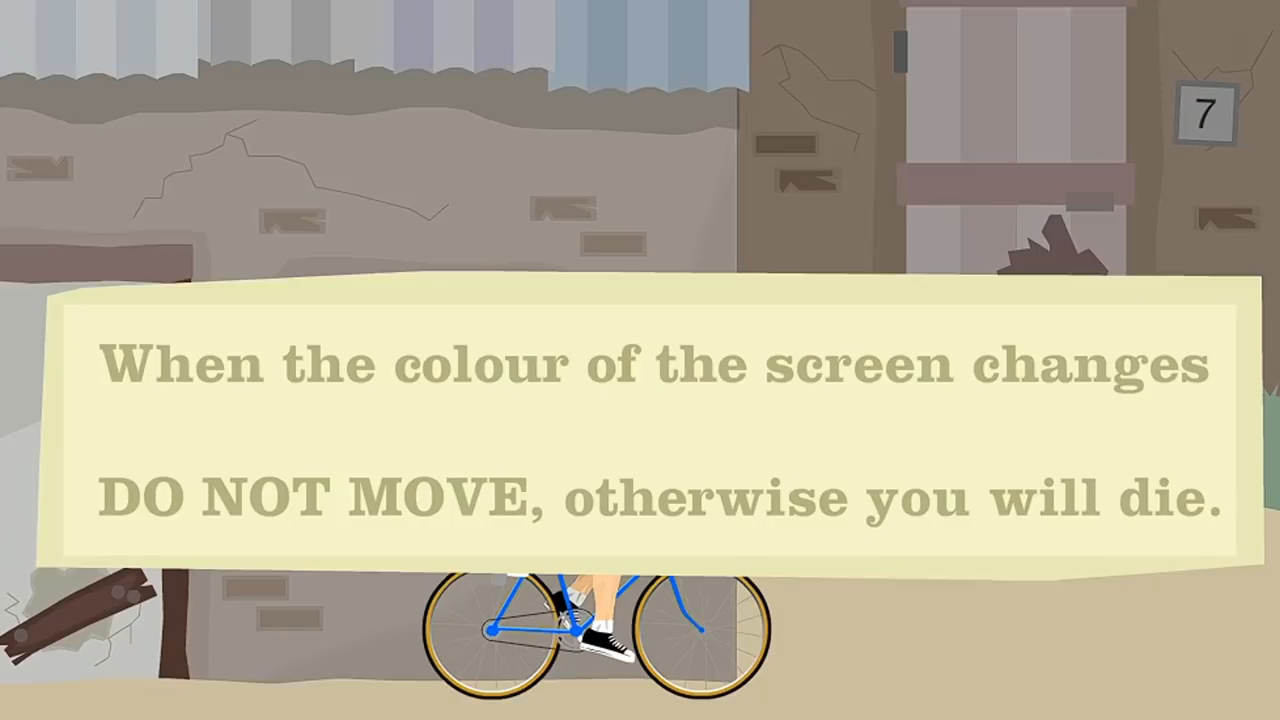 7
When the colour of the screen changes
DO NOT MOVE, otherwise you will die.